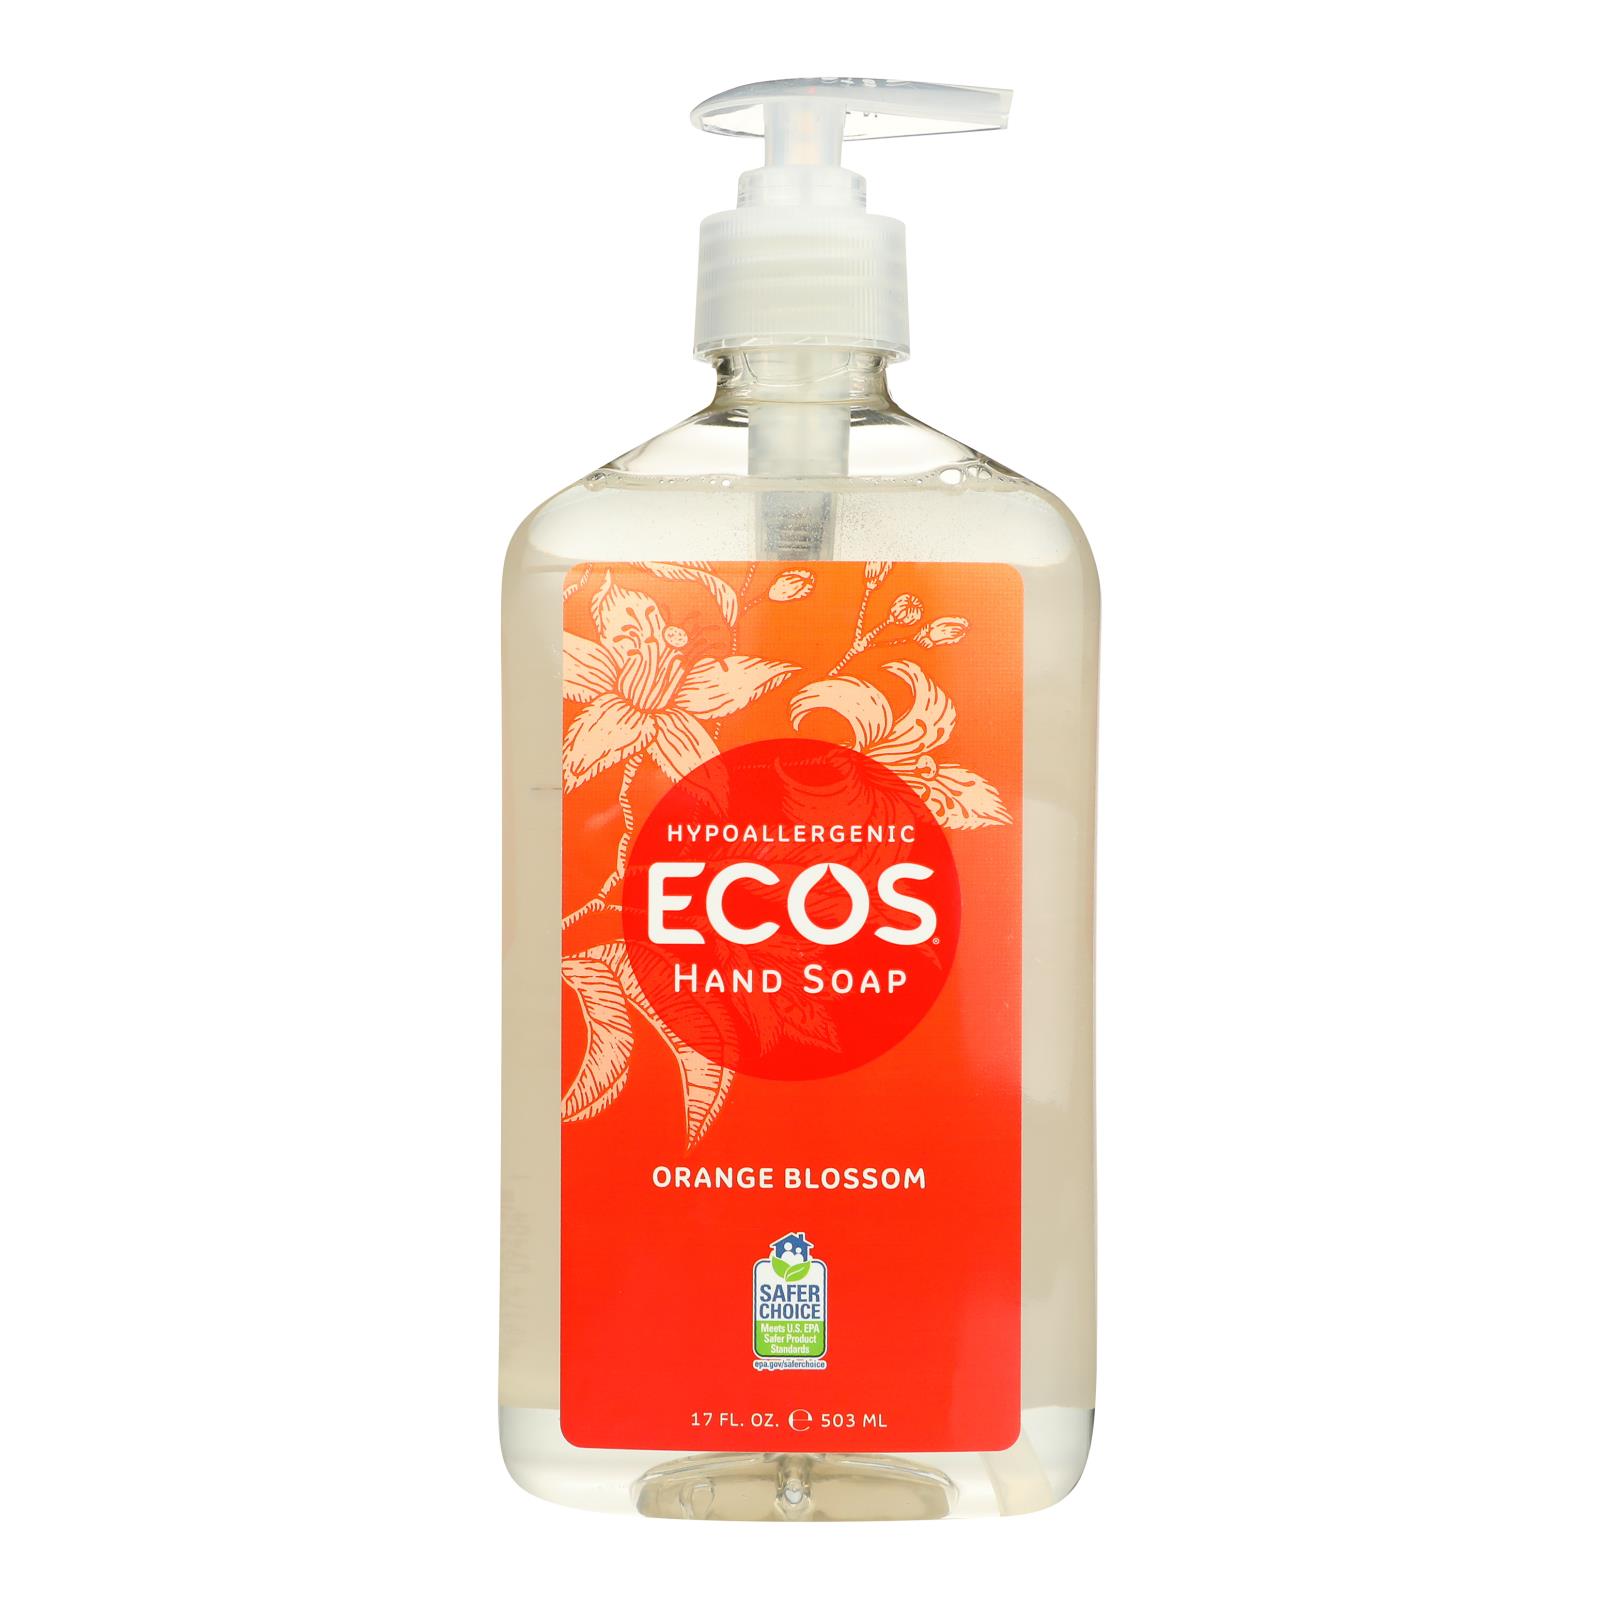 HYPOALLERGENIC
ECOS®
HAND SOAP
ORANGE BLOSSOM
SAFER
CHOICE
Meets U.S. EPA
Safer Product
Standards
epa.gov/saferchoice
17 FL. OZ. ℮ 503 ML